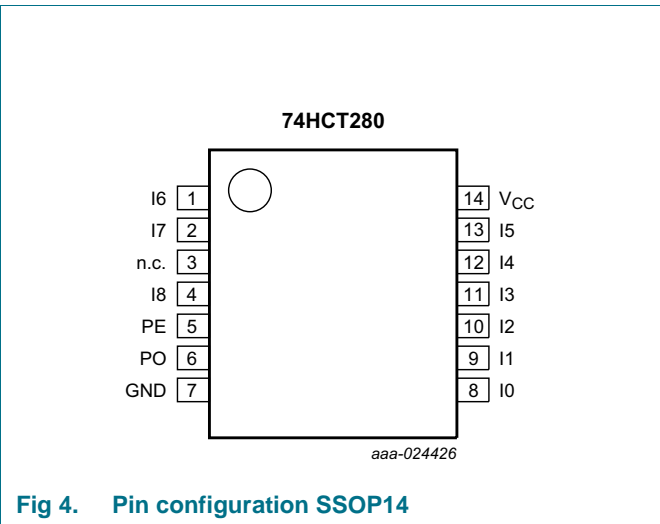 74HCT280
I6 1 14 VCC
I7 2 13 I5
n.c. 3 12 I4
I8 4 11 I3
PE 5 10 I2
PO 6 9 I1
GND 7 8 I0
aaa-024426
Fig 4. Pin configuration SSOP14